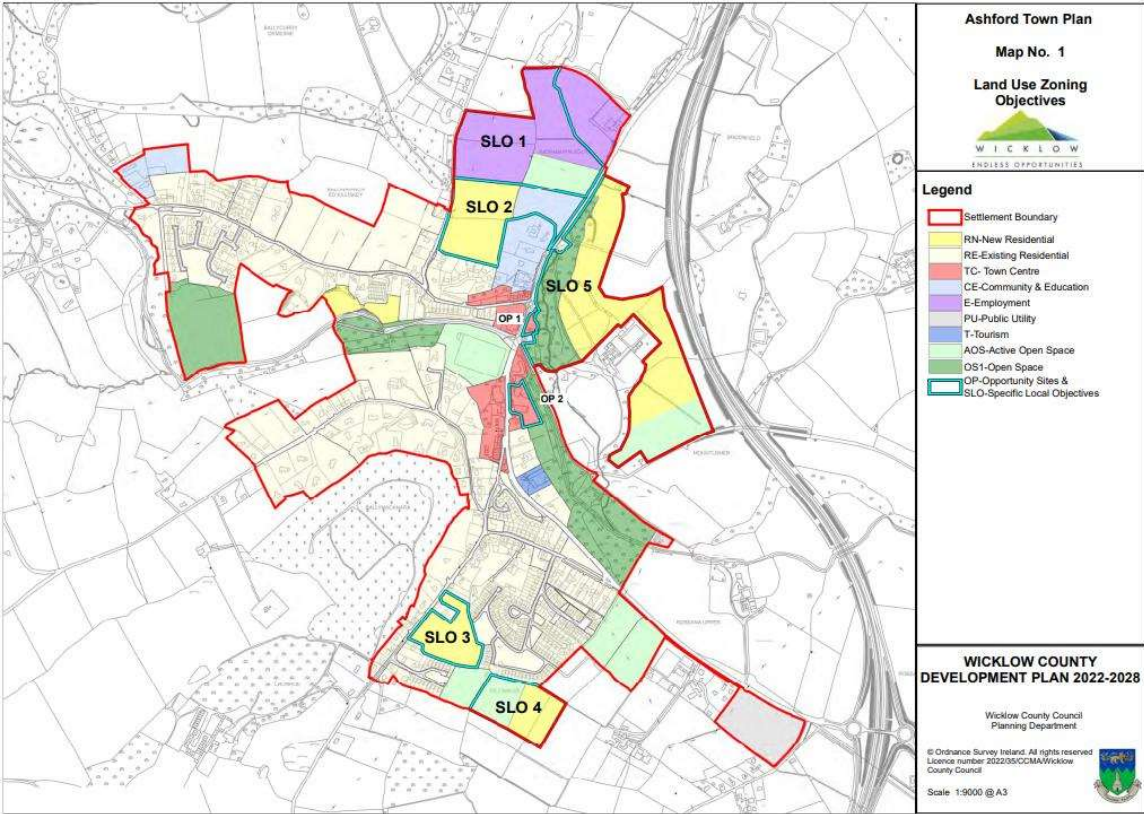 Ashford Town Plan
Map No. 1
Land Use Zoning
Objectives
WICKLOW
ENDLESS OPPORTUNITIES
Legend
Settlement Boundary
RN-New Residential
RE-Existing Residential
TC- Town Centre
CE-Community & Education
E-Employment
PU-Public Utility
T-Tourism
AOS-Active Open Space
OS1-Open Space
OP-Opportunity Sites &
SLO-Specific Local Objectives
WICKLOW COUNTY
DEVELOPMENT PLAN 2022-2028
Wicklow County Council
Planning Department
© Ordnance Survey Ireland. All rights reserved
Licence number 2022/35/CCMA/Wicklow
County Council
Scale 1:9000 @ A3
SLO 1
SLO 2
SLO 5
OP 1
OP 2
SLO 3
SLO 4